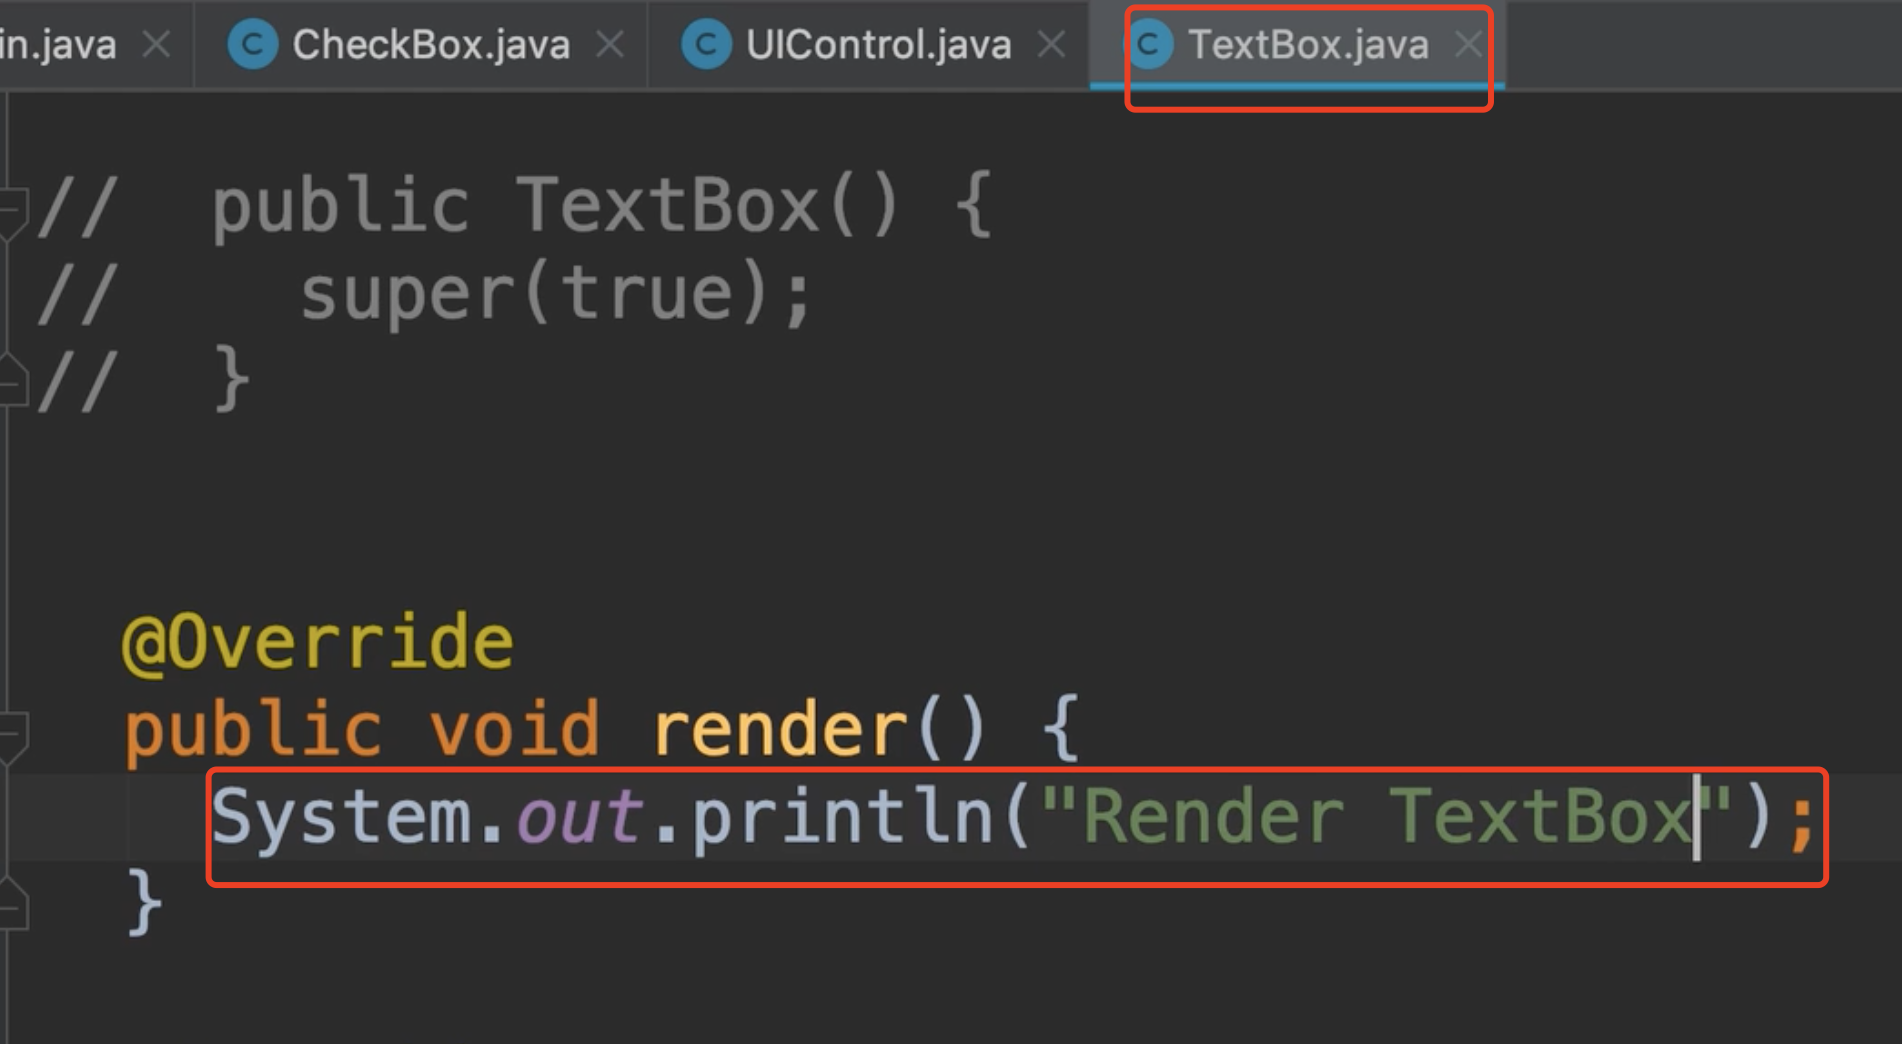 in.java CheckBox.java UIControl.java TextBox.java
//  public TextBox() {
//    super(true);
//  }
@Override
public void render() {
System.out.println("Render TextBox");
}